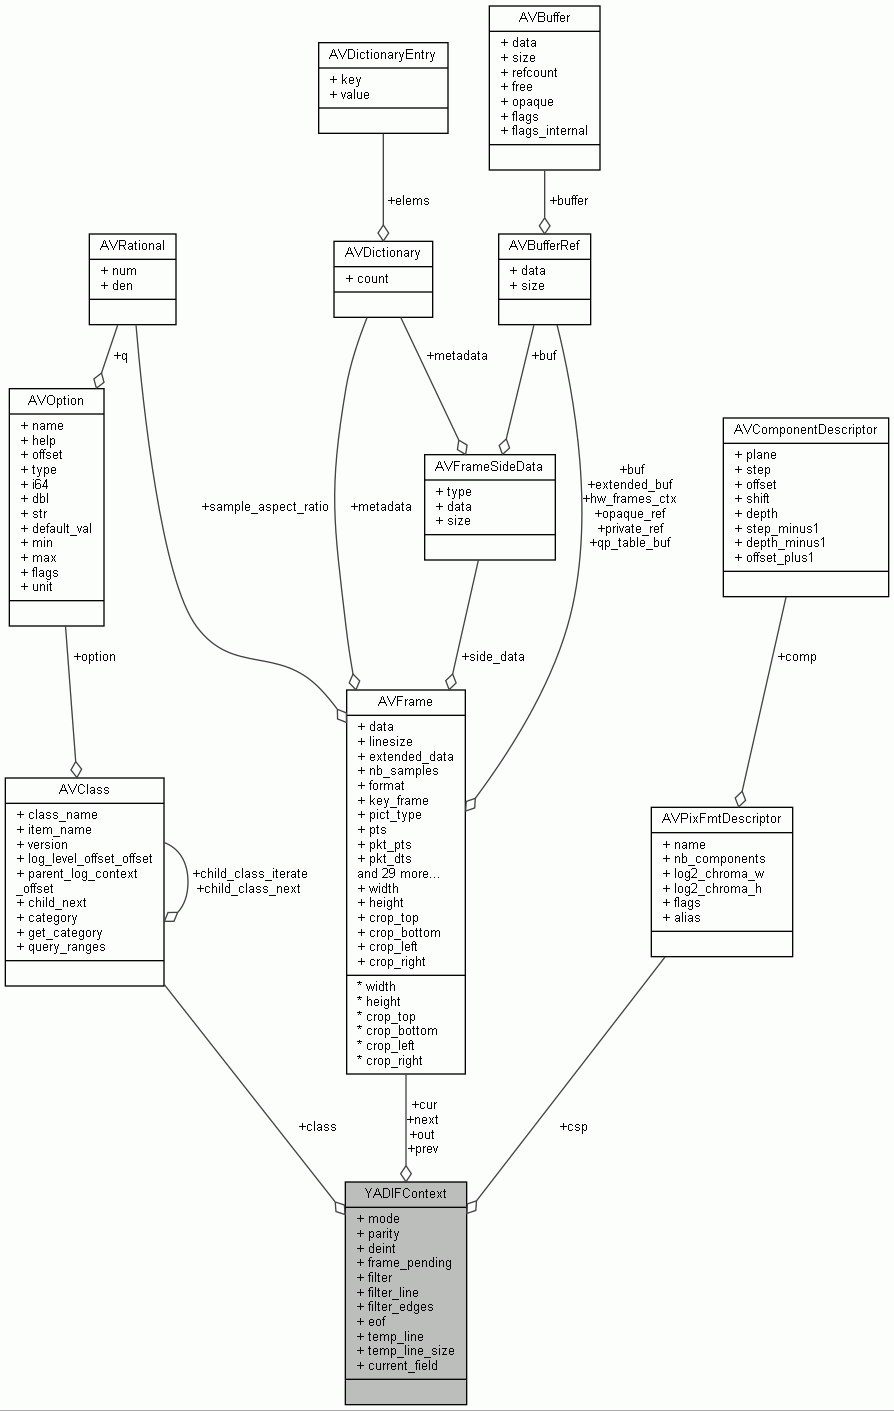 AVBuffer
+ data
+ size
+ refcount
+ free
+ opaque
+ flags
+ flags_internal
AVDictionaryEntry
+ key
+ value
+elems
+buffer
AVRational
+ num
+ den
AVDictionary
+ count
AVBufferRef
+ data
+ size
+q
+metadata
+buf
AVOption
+ name
+ help
+ offset
+ type
+ i64
+ dbl
+ str
+ default_val
+ min
+ max
+ flags
+ unit
+sample_aspect_ratio
+metadata
AVFrameSideData
+ type
+ data
+ size
+buf
+extended_buf
+hw_frames_ctx
+opaque_ref
+private_ref
+qp_table_buf
AVComponentDescriptor
+ plane
+ step
+ offset
+ shift
+ depth
+ step_minus1
+ depth_minus1
+ offset_plus1
+option
+side_data
+comp
AVClass
+ class_name
+ item_name
+ version
+ log_level_offset_offset
+ parent_log_context
_offset
+ child_next
+ category
+ get_category
+ query_ranges
+child_class_iterate
+child_class_next
AVFrame
+ data
+ linesize
+ extended_data
+ nb_samples
+ format
+ key_frame
+ pict_type
+ pts
+ pkt_pts
+ pkt_dts
and 29 more...
+ width
+ height
+ crop_top
+ crop_bottom
+ crop_left
+ crop_right
* width
* height
* crop_top
* crop_bottom
* crop_left
* crop_right
AVPixFmtDescriptor
+ name
+ nb_components
+ log2_chroma_w
+ log2_chroma_h
+ flags
+ alias
+class
+cur
+next
+out
+prev
+csp
YADIFContext
+ mode
+ parity
+ deint
+ frame_pending
+ filter
+ filter_line
+ filter_edges
+ eof
+ temp_line
+ temp_line_size
+ current_field